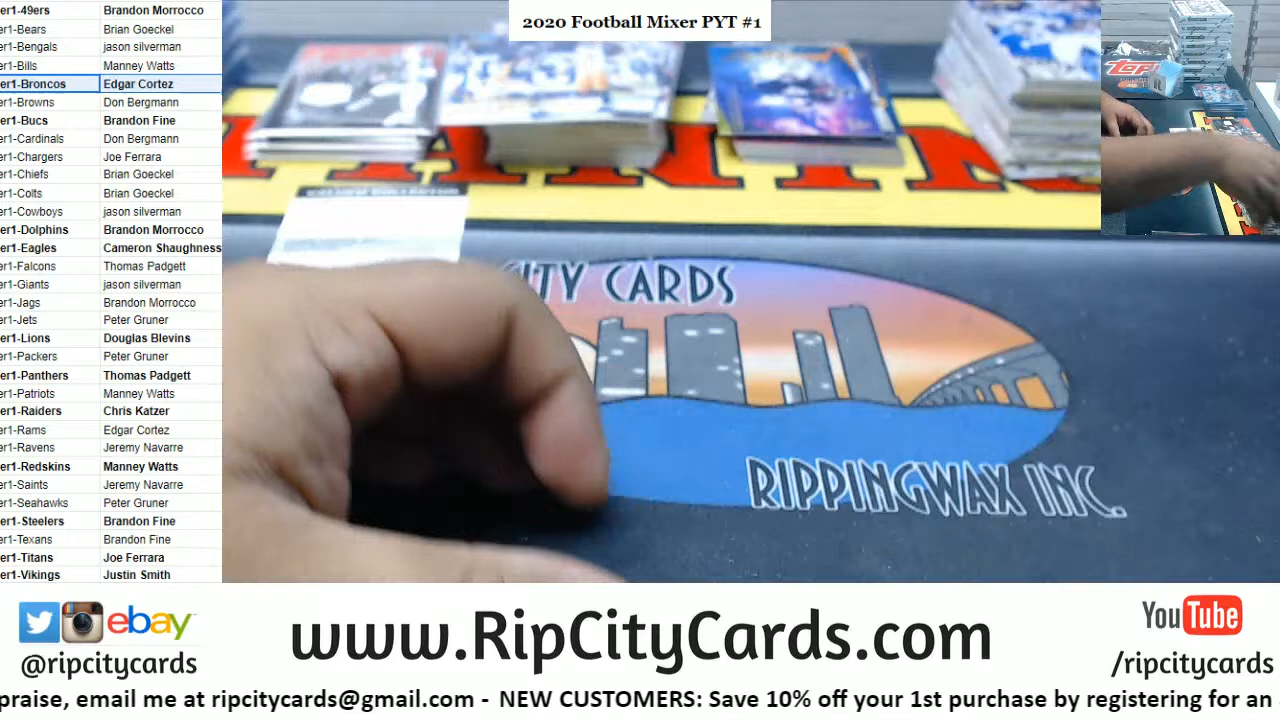 2020 Football Mixer PYT #1
er1-49ers Brandon Morrocco
er1-Bears Brian Goeckel
er1-Bengals jason silverman
er1-Bills Manney Watts
er1-Broncos Edgar Cortez
er1-Browns Don Bergmann
er1-Bucs Brandon Fine
er1-Cardinals Don Bergmann
er1-Chargers Joe Ferrara
er1-Chiefs Brian Goeckel
er1-Colts Brian Goeckel
er1-Cowboys jason silverman
er1-Dolphins Brandon Morrocco
er1-Eagles Cameron Shaughness
er1-Falcons Thomas Padgett
er1-Giants jason silverman
er1-Jags Brandon Morrocco
er1-Jets Peter Gruner
er1-Lions Douglas Blevins
er1-Packers Peter Gruner
er1-Panthers Thomas Padgett
er1-Patriots Manney Watts
er1-Raiders Chris Katzer
er1-Rams Edgar Cortez
er1-Ravens Jeremy Navarre
er1-Redskins Manney Watts
er1-Saints Jeremy Navarre
er1-Seahawks Peter Gruner
er1-Steelers Brandon Fine
er1-Texans Brandon Fine
er1-Titans Joe Ferrara
er1-Vikings Justin Smith
CITY CARDS
RIPPINGWAX INC.
ebay
@ripcitycards
www.RipCityCards.com
YouTube
/ripcitycards
praise, email me at ripcitycards@gmail.com - NEW CUSTOMERS: Save 10% off your 1st purchase by registering for an